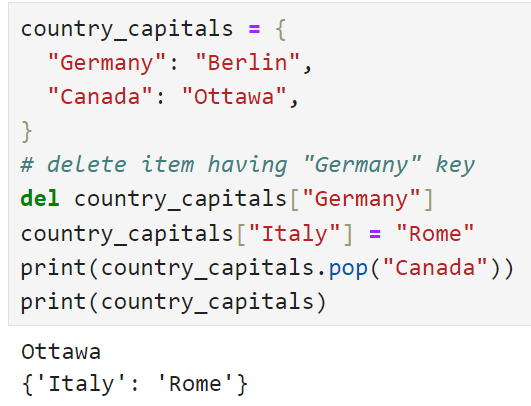 country_capitals = {
  "Germany": "Berlin",
  "Canada": "Ottawa",
}
# delete item having "Germany" key
del country_capitals["Germany"]
country_capitals["Italy"] = "Rome"
print(country_capitals.pop("Canada"))
print(country_capitals)
Ottawa
{'Italy': 'Rome'}